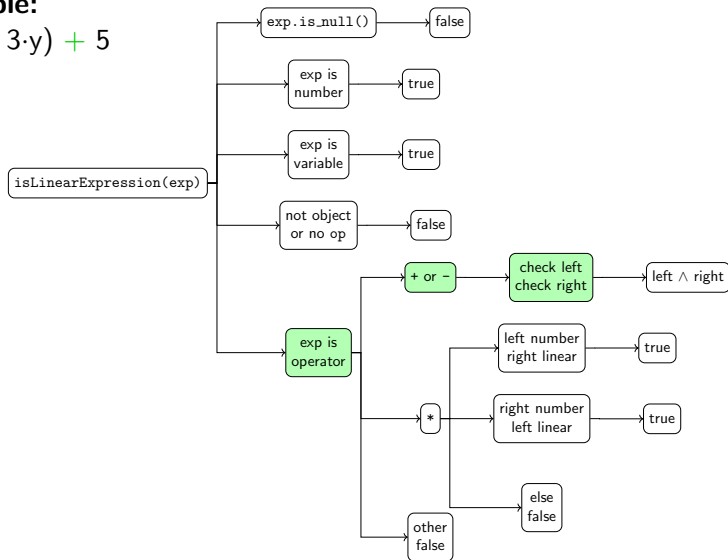 ple:
3·y) + 5
exp.is_null()
false
exp is
number
true
exp is
variable
true
isLinearExpression(exp)
not object
or no op
false
+ or -
check left
check right
left ∧ right
exp is
operator
left number
right linear
true
*
right number
left linear
true
else
false
other
false